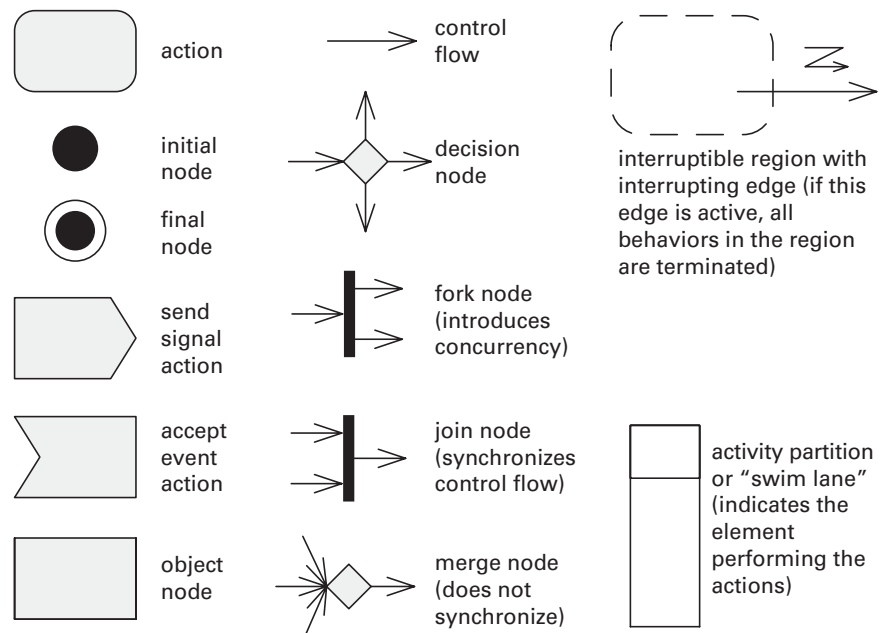 action
initial
node
final
node
send
signal
action
accept
event
action
object
node
control
flow
decision
node
fork node
(introduces
concurrency)
join node
(synchronizes
control flow)
merge node
(does not
synchronize)
interruptible region with
interrupting edge (if this
edge is active, all
behaviors in the region
are terminated)
activity partition
or “swim lane”
(indicates the
element
performing the
actions)